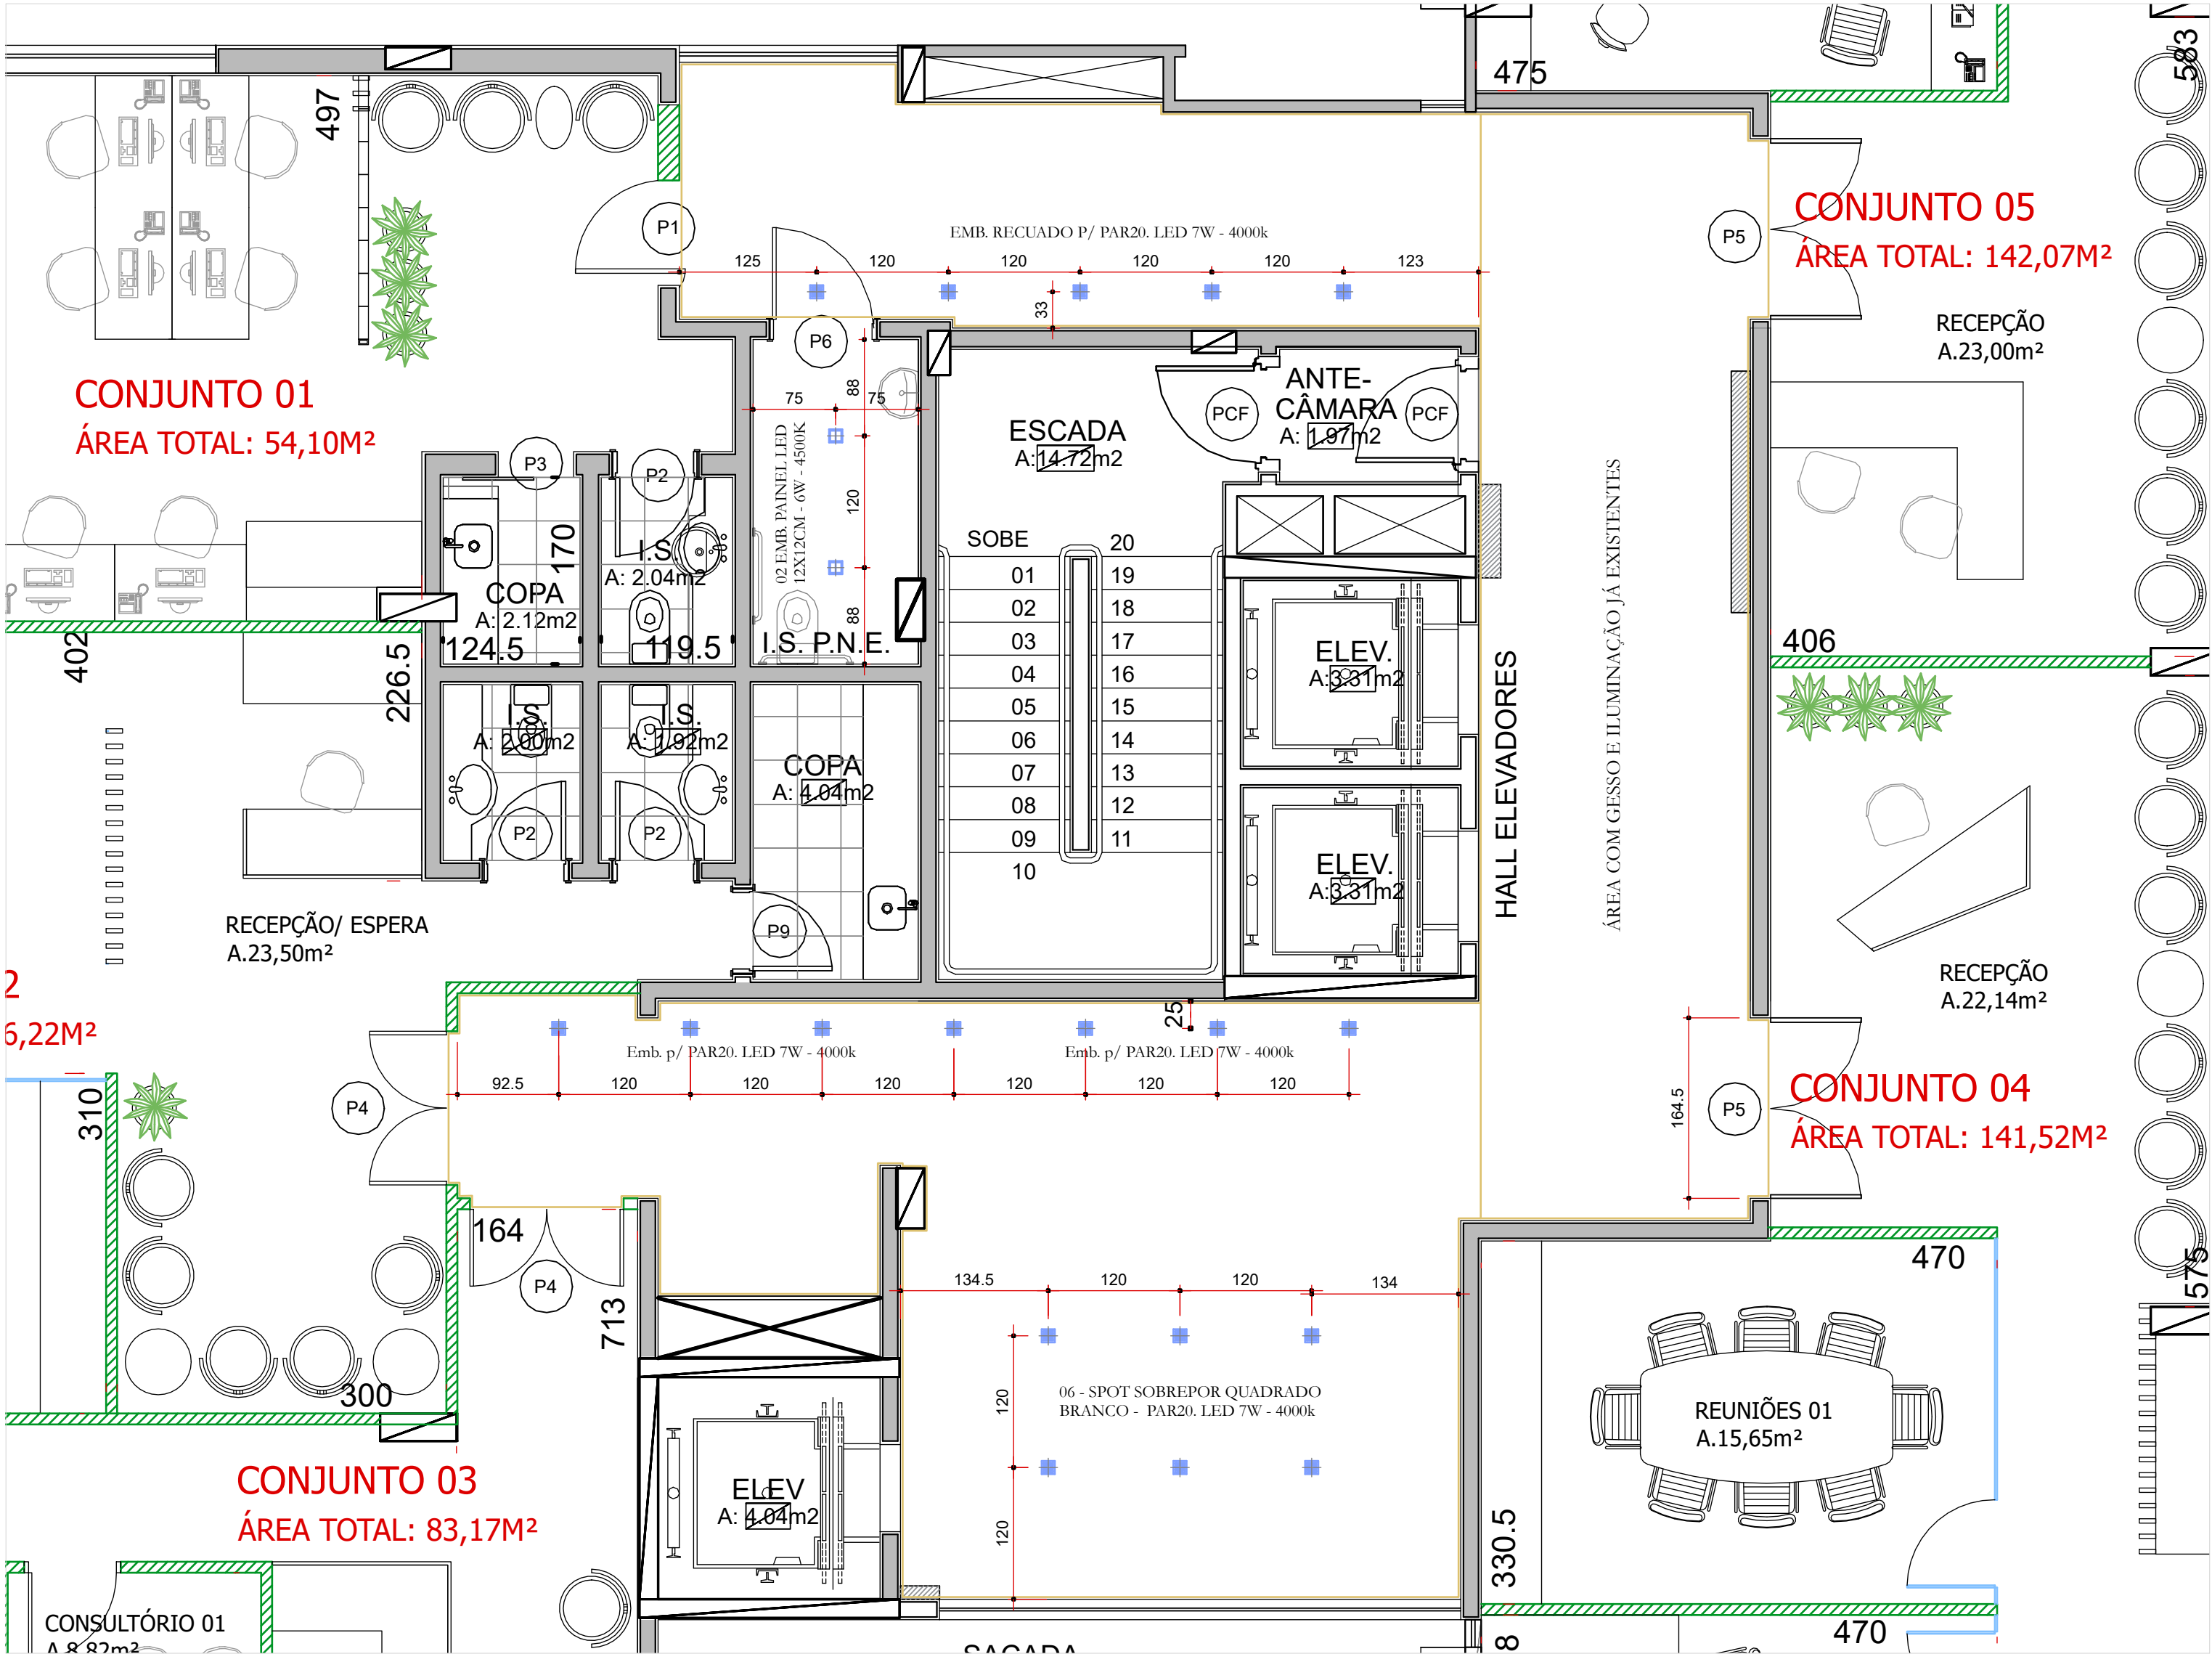 475
583
497
CONJUNTO 05
ÁREA TOTAL: 142,07M²
P1
P5
EMB. RECUADO P/ PAR20. LED 7W - 4000k
125
120
120
120
120
123
33
RECEPÇÃO
A.23,00m²
P6
CONJUNTO 01
ÁREA TOTAL: 54,10M²
88
75
75
ANTE-
CÂMARA
A: 1.97m2
PCF
PCF
ESCADA
A:14.72m2
P3
P2
02 EMB. PAINEL LED
12X12CM - 6W - 4500K
120
88
170
I.S.
A: 2.04m2
COPA
A: 2.12m2
124.5
119.5
I.S. P.N.E.
SOBE
20
01
19
02
18
03
17
04
16
05
15
06
14
07
13
08
12
09
11
10
ELEV.
A:3.31m2
ELEV.
A:3.31m2
HALL ELEVADORES
ÁREA COM GESSO E ILUMINAÇÃO JÁ EXISTENTES
406
402
226.5
I.S.
A: 2.00m2
I.S.
A: 1.92m2
COPA
A: 4.04m2
P2
P2
P9
RECEPÇÃO/ ESPERA
A.23,50m²
RECEPÇÃO
A.22,14m²
2
6,22M²
25
Emb. p/ PAR20. LED 7W - 4000k
Emb. p/ PAR20. LED 7W - 4000k
92.5
120
120
120
120
120
120
164.5
P4
310
P5
CONJUNTO 04
ÁREA TOTAL: 141,52M²
164
P4
713
470
575
134.5
120
120
134
300
120
06 - SPOT SOBREPOR QUADRADO
BRANCO - PAR20. LED 7W - 4000k
120
REUNIÕES 01
A.15,65m²
CONJUNTO 03
ÁREA TOTAL: 83,17M²
ELEV
A: 4.04m2
330.5
CONSULTÓRIO 01
A.8,82m²
SACADA
8
470